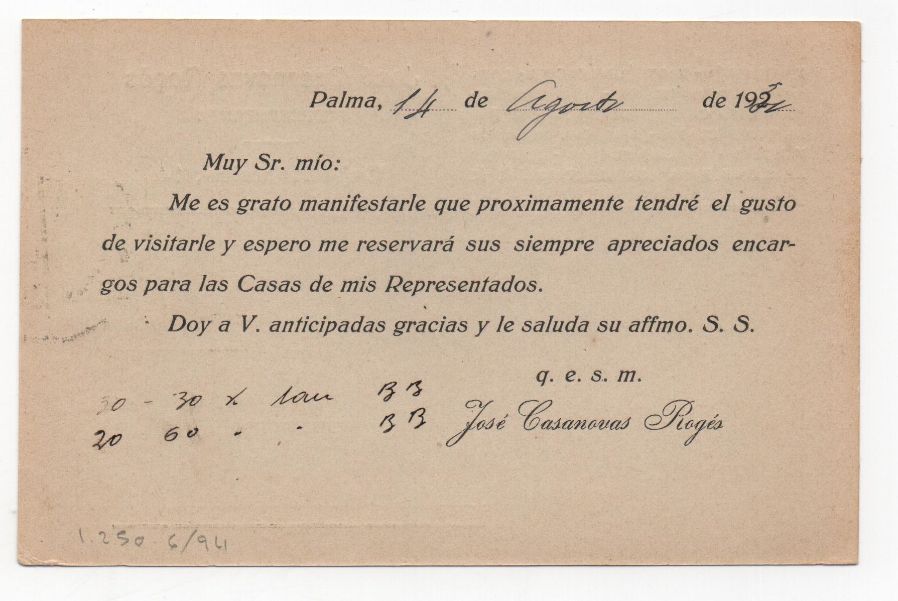 Palma, 14 de Agosto de 193
Muy Sr. mío:
Me es grato manifestarle que proximamente tendré el gusto
de visitarle y espero me reservará sus siempre apreciados encar-
gos para las Casas de mis Representados.
Doy a V. anticipadas gracias y le saluda su affmo. S. S.
q. e. s. m.
José Casanovas Rogés
30 - 30 x BB
20 60 " " BB
1.250 6/94